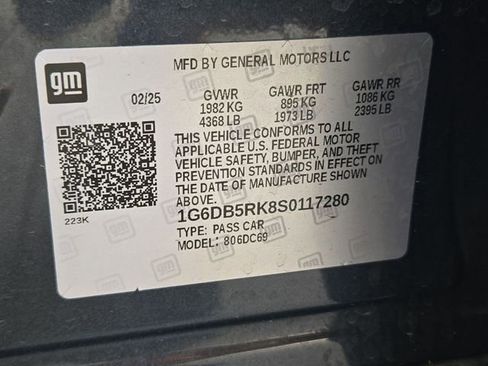 gm
MFD BY GENERAL MOTORS LLC
02/25
GVWR GAWR FRT GAWR RR
1982 KG 895 KG 1086 KG
4368 LB 1973 LB 2395 LB
THIS VEHICLE CONFORMS TO ALL
APPLICABLE U.S. FEDERAL MOTOR
VEHICLE SAFETY, BUMPER, AND THEFT
PREVENTION STANDARDS IN EFFECT ON
THE DATE OF MANUFACTURE SHOWN
ABOVE.
1G6DB5RK8S0117280
TYPE: PASS CAR
MODEL: 806DC69
223K